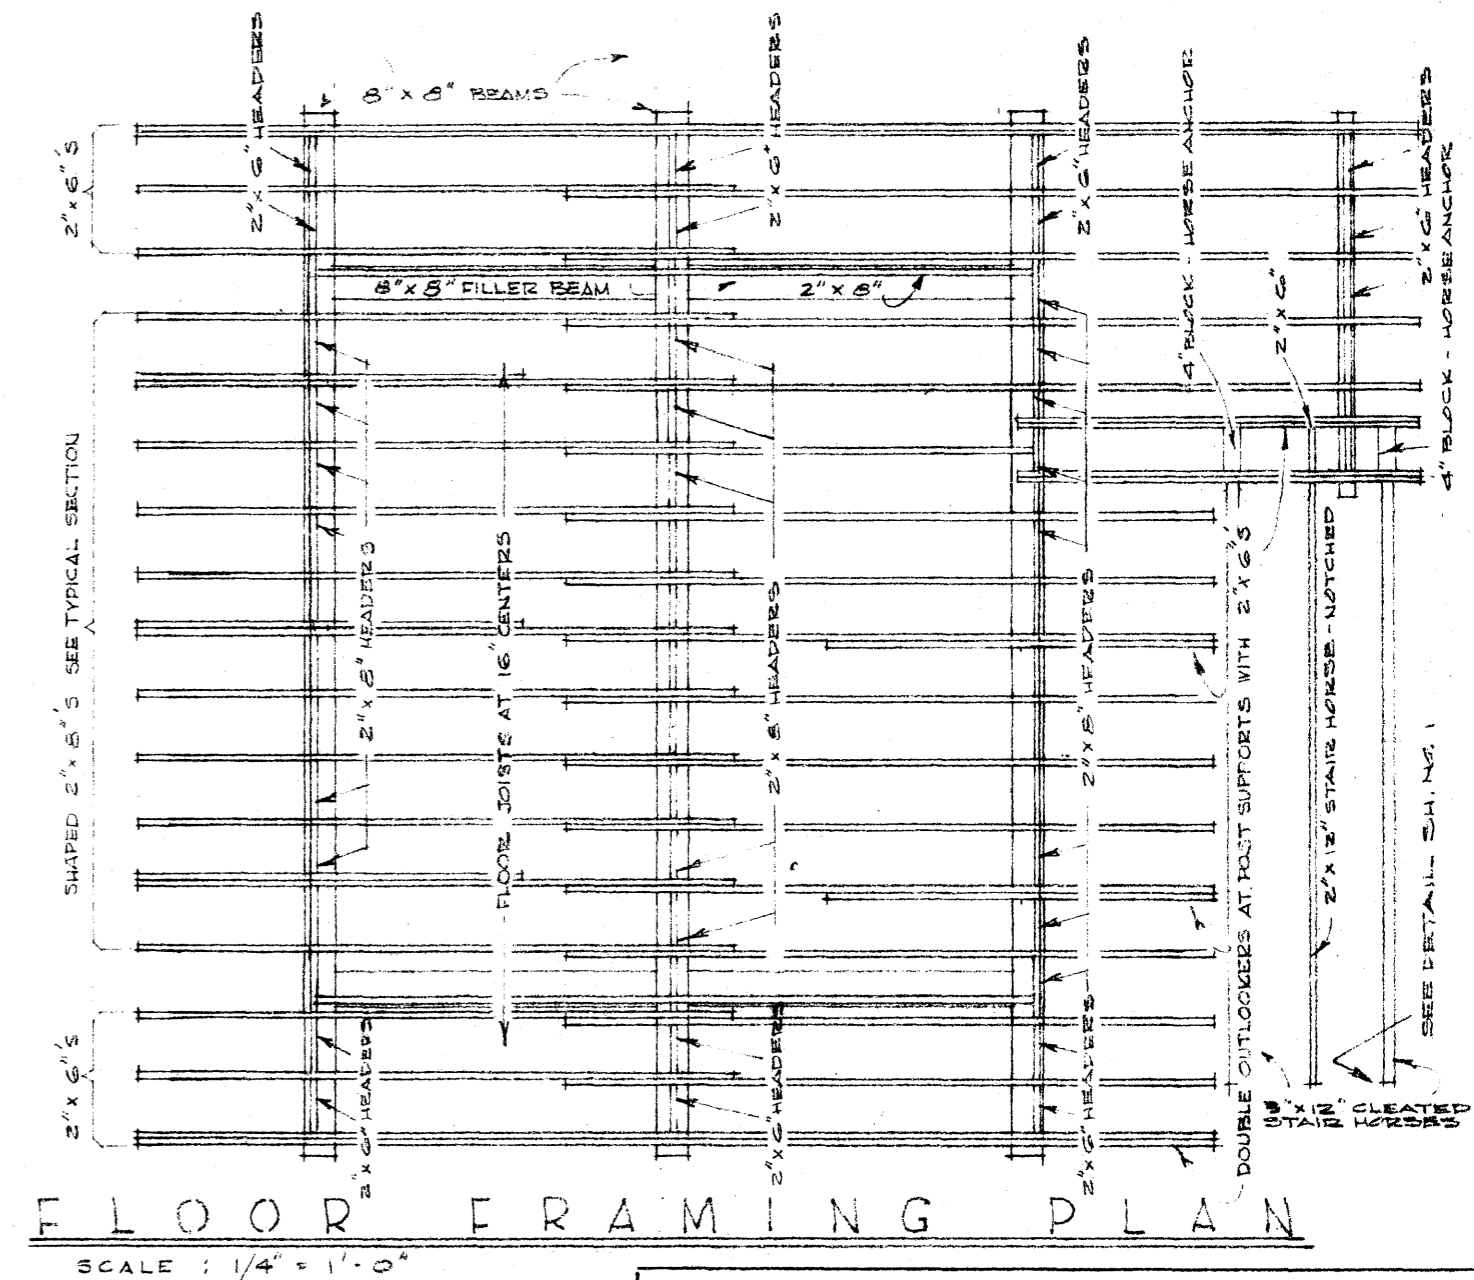 2" x 6" HEADERS
8" x 8" BEAMS
2" x 6" HEADERS
2" x 6" HEADERS
4" BLOCK - HORSE ANCHOR
2" x 6" HEADERS
4" BLOCK - HORSE ANCHOR
2" x 6"'S
8" x 8" FILLER BEAM
2" x 8"
2" x 6"
SHAPED 2" x 8"'S SEE TYPICAL SECTION
2" x 8" HEADERS
FLOOR JOISTS AT 16" CENTERS
2" x 8" HEADERS
2" x 8" HEADERS
DOUBLE OUTLOOKERS AT POST SUPPORTS WITH 2" x 6"'S
2" x 12" STAIR HORSE - NOTCHED
SEE DETAIL SH. NO. 1
2" x 6"'S
2" x 6" HEADERS
2" x 6" HEADERS
2" x 6" HEADERS
3" x 12" CLEATED
STAIR HORSES
FLOOR FRAMING PLAN
SCALE : 1/4" = 1'-0"